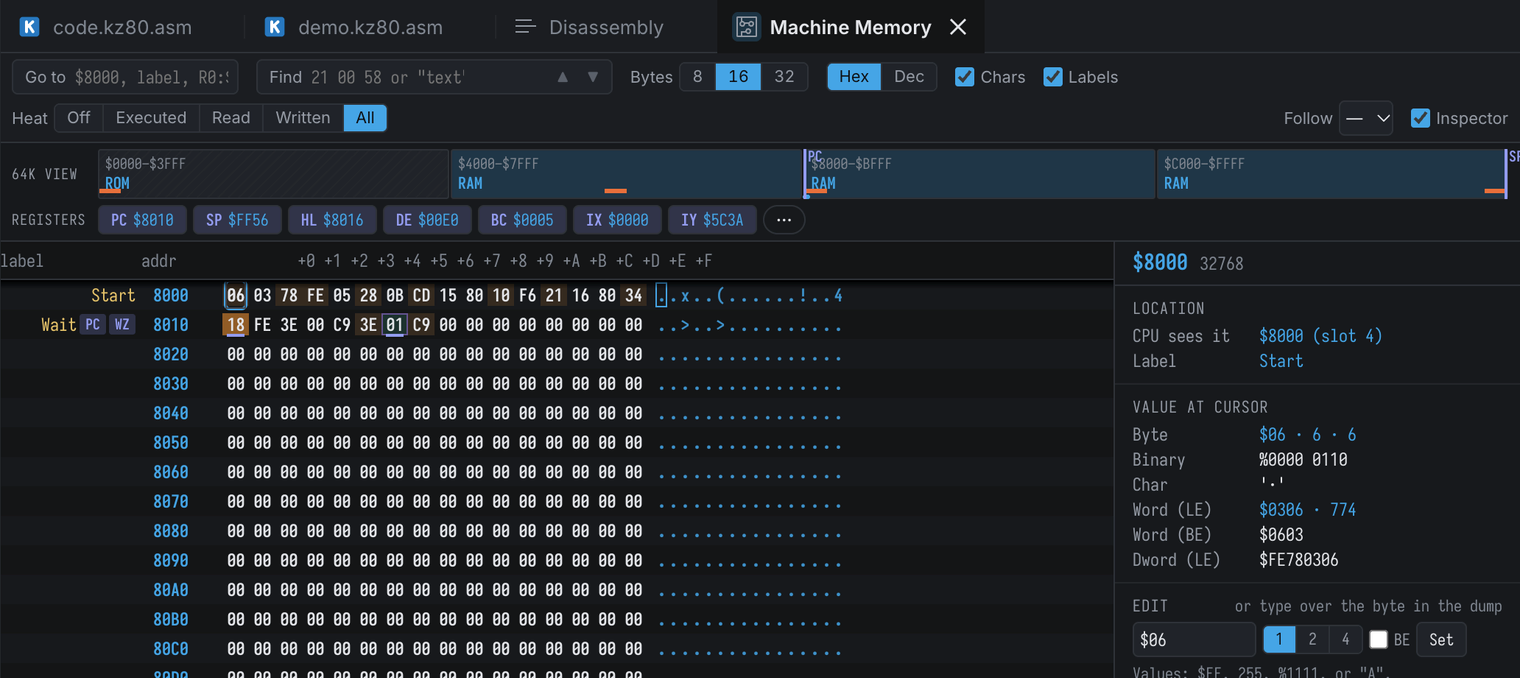 code.kz80.asm demo.kz80.asm Disassembly Machine Memory
Go to $8000, label, R0: Find 21 00 58 or "text' Bytes 8 16 32 Hex Dec Chars Labels
Heat Off Executed Read Written All Follow — Inspector
64K VIEW $0000–$3FFF ROM $4000–$7FFF RAM PC $8000–$BFFF RAM $C000–$FFFF RAM
REGISTERS PC $8010 SP $FF56 HL $8016 DE $00E0 BC $0005 IX $0000 IY $5C3A ...
label addr +0 +1 +2 +3 +4 +5 +6 +7 +8 +9 +A +B +C +D +E +F
Start 8000 06 03 78 FE 05 28 0B CD 15 80 10 F6 21 16 80 34 ..x..(......!..4
Wait PC WZ 8010 18 FE 3E 00 C9 3E 01 C9 00 00 00 00 00 00 00 00 ..>..>..........
8020 00 00 00 00 00 00 00 00 00 00 00 00 00 00 00 00 ................
8030 00 00 00 00 00 00 00 00 00 00 00 00 00 00 00 00 ................
8040 00 00 00 00 00 00 00 00 00 00 00 00 00 00 00 00 ................
8050 00 00 00 00 00 00 00 00 00 00 00 00 00 00 00 00 ................
8060 00 00 00 00 00 00 00 00 00 00 00 00 00 00 00 00 ................
8070 00 00 00 00 00 00 00 00 00 00 00 00 00 00 00 00 ................
8080 00 00 00 00 00 00 00 00 00 00 00 00 00 00 00 00 ................
8090 00 00 00 00 00 00 00 00 00 00 00 00 00 00 00 00 ................
80A0 00 00 00 00 00 00 00 00 00 00 00 00 00 00 00 00 ................
80B0 00 00 00 00 00 00 00 00 00 00 00 00 00 00 00 00 ................
80C0 00 00 00 00 00 00 00 00 00 00 00 00 00 00 00 00 ................
80D0 00 00 00 00 00 00 00 00 00 00 00 00 00 00 00 00
$8000 32768
LOCATION
CPU sees it $8000 (slot 4)
Label Start
VALUE AT CURSOR
Byte $06 · 6 · 6
Binary %0000 0110
Char '·'
Word (LE) $0306 · 774
Word (BE) $0603
Dword (LE) $FE780306
EDIT or type over the byte in the dump
$06 1 2 4 BE Set
Values: $FF, 255, %1111, or "A".